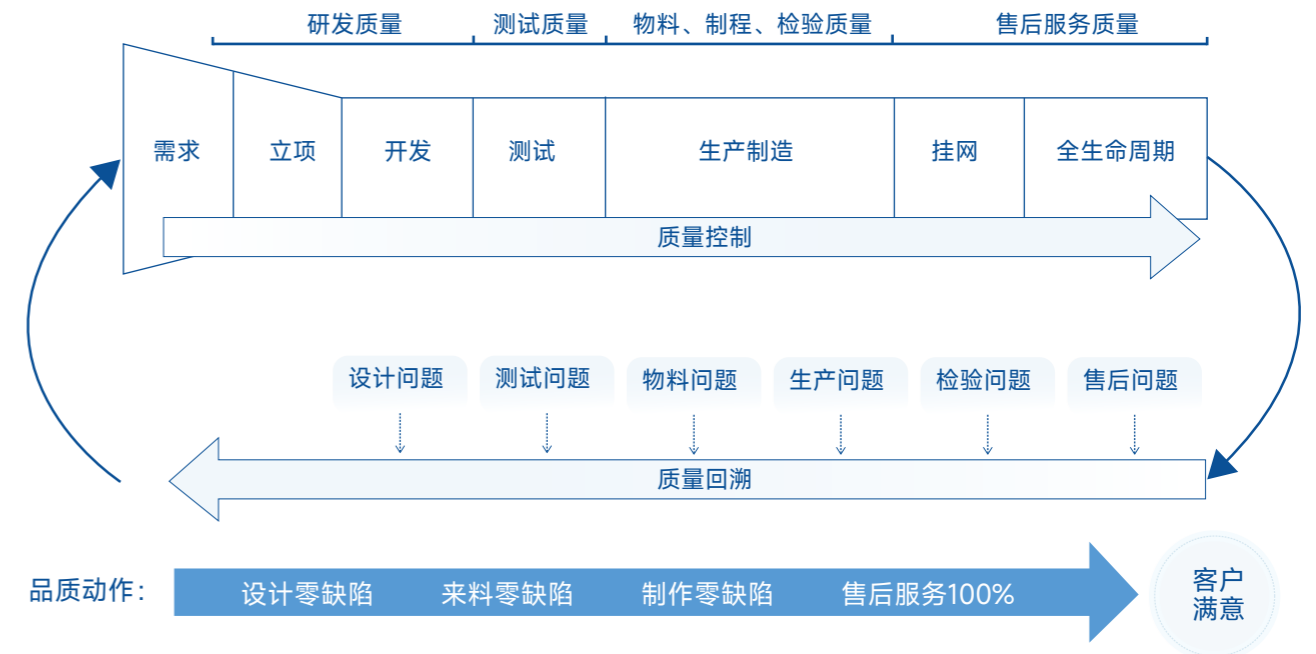 研发质量
测试质量
物料、制程、检验质量
售后服务质量
需求
立项
开发
测试
生产制造
挂网
全生命周期
质量控制
设计问题
测试问题
物料问题
生产问题
检验问题
售后问题
质量回溯
品质动作：
设计零缺陷
来料零缺陷
制作零缺陷
售后服务100%
客户
满意